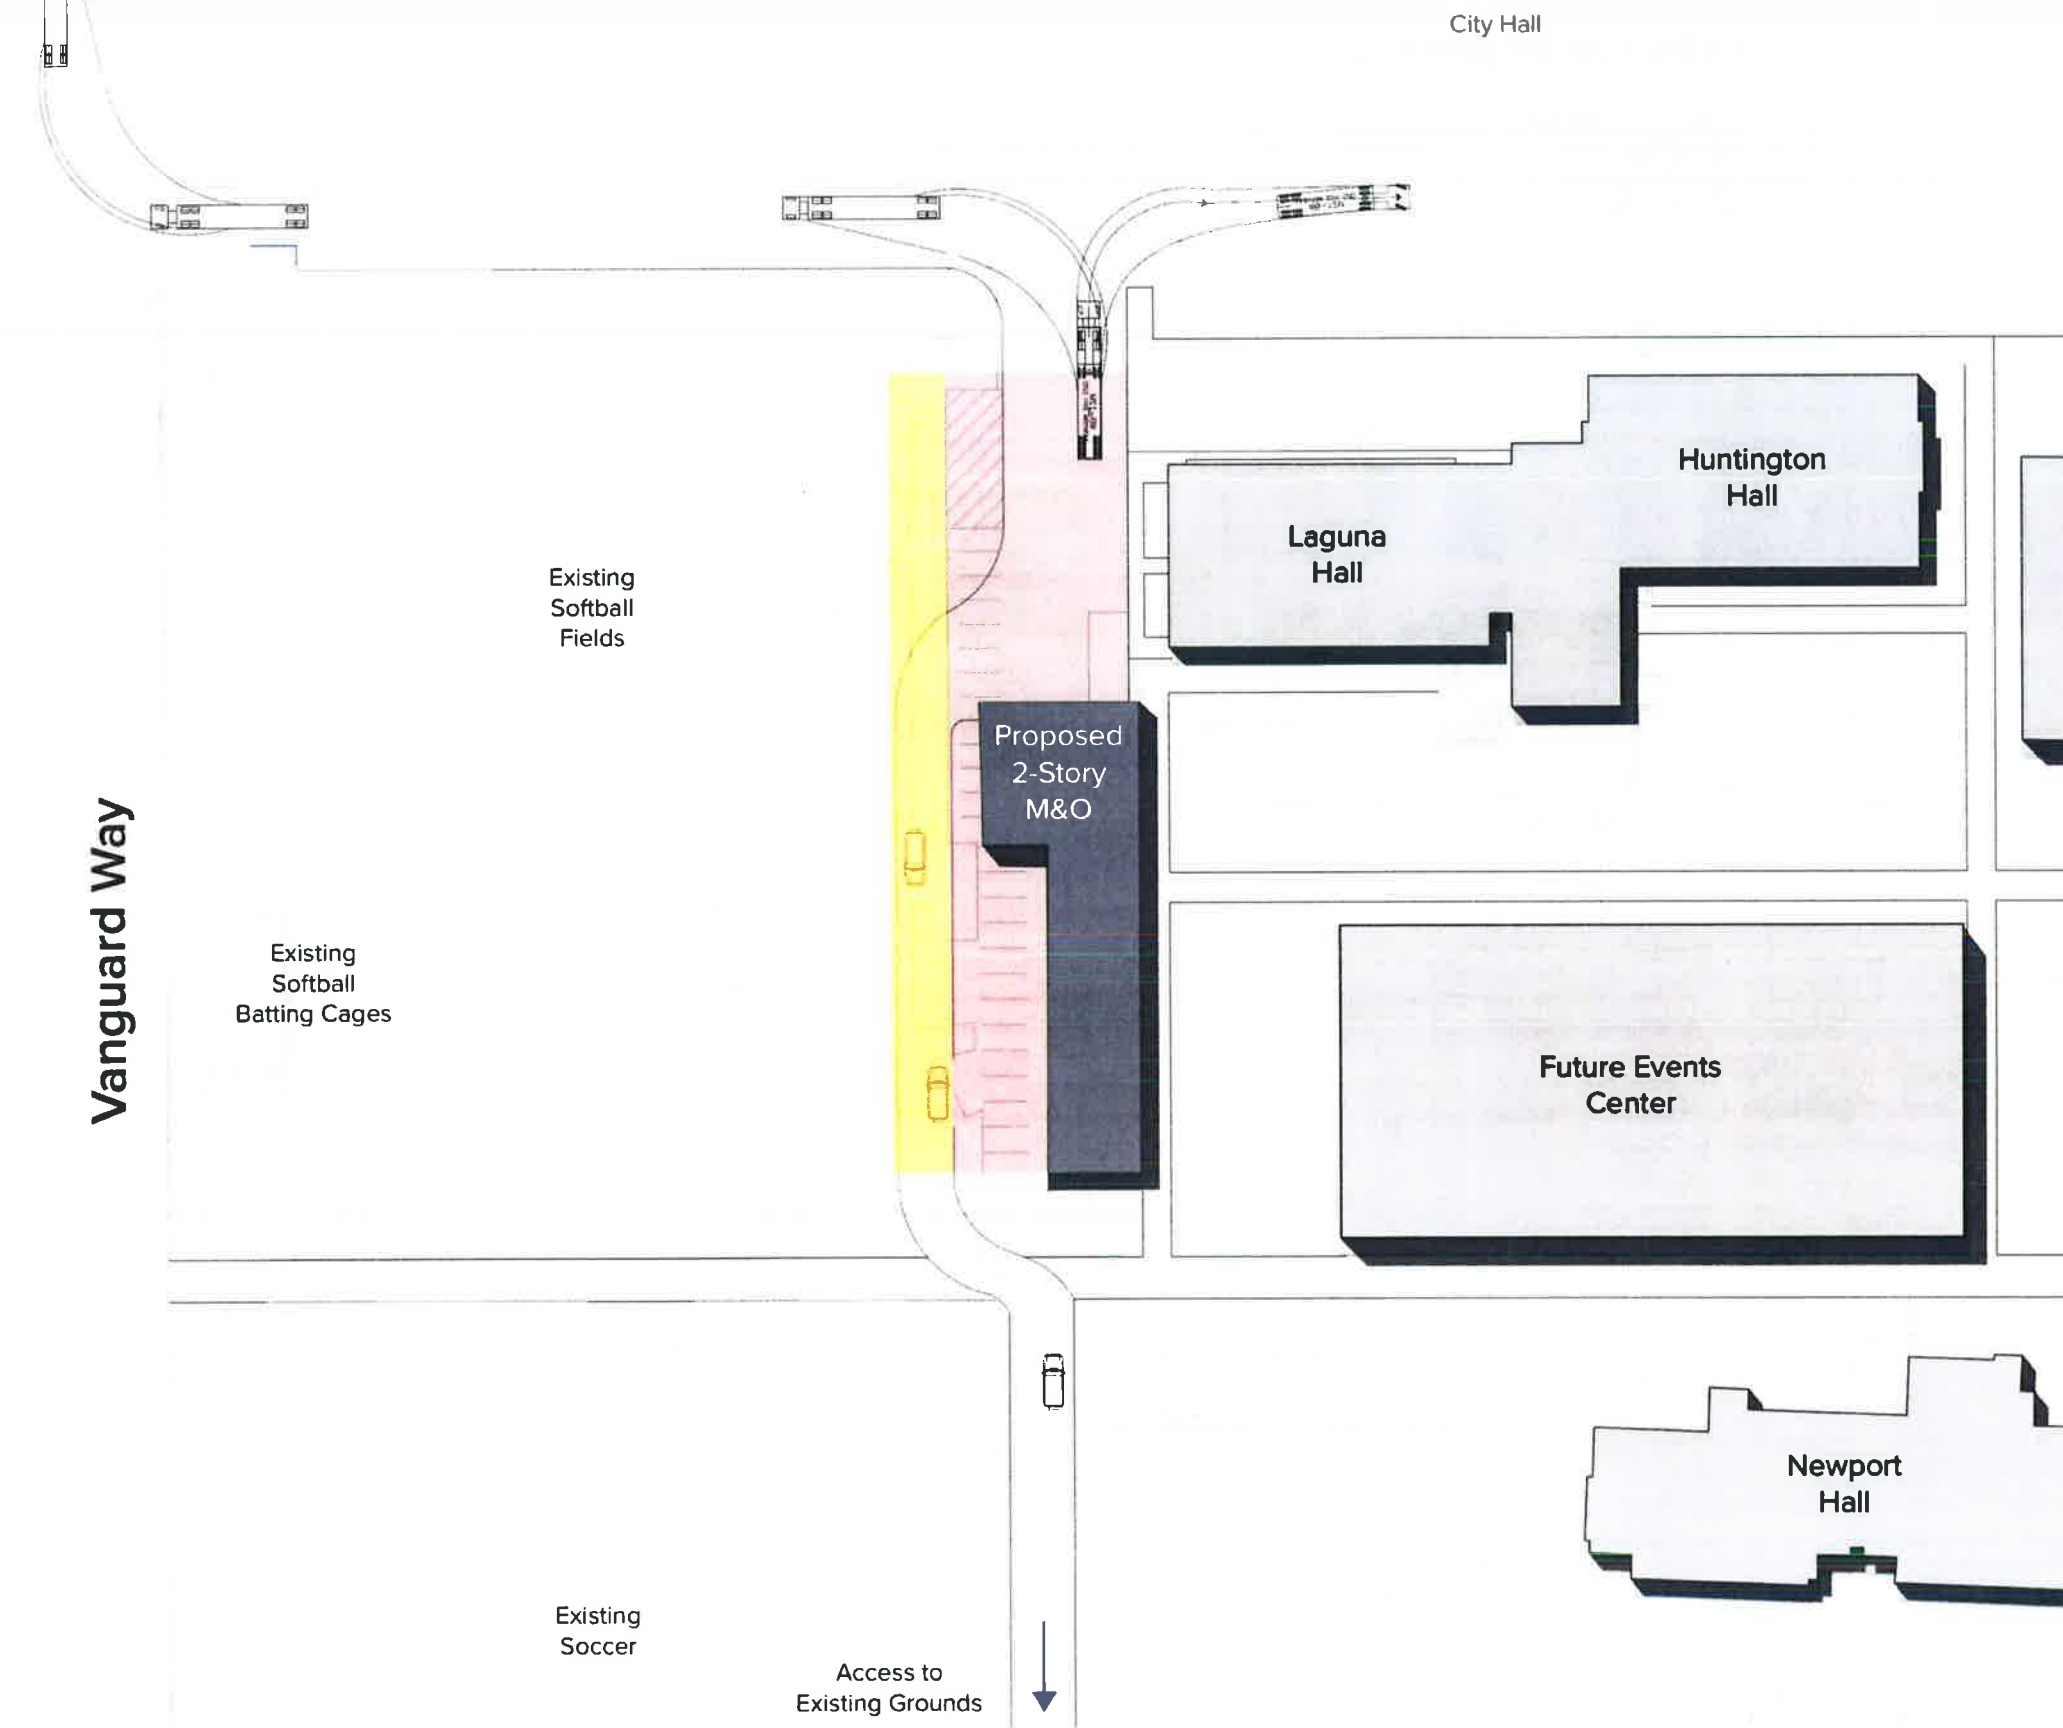 City Hall
Huntington
Hall
Laguna
Hall
Existing
Softball
Fields
Proposed
2-Story
M&O
Vanguard Way
Existing
Softball
Batting Cages
Future Events
Center
Newport
Hall
Existing
Soccer
Access to
Existing Grounds